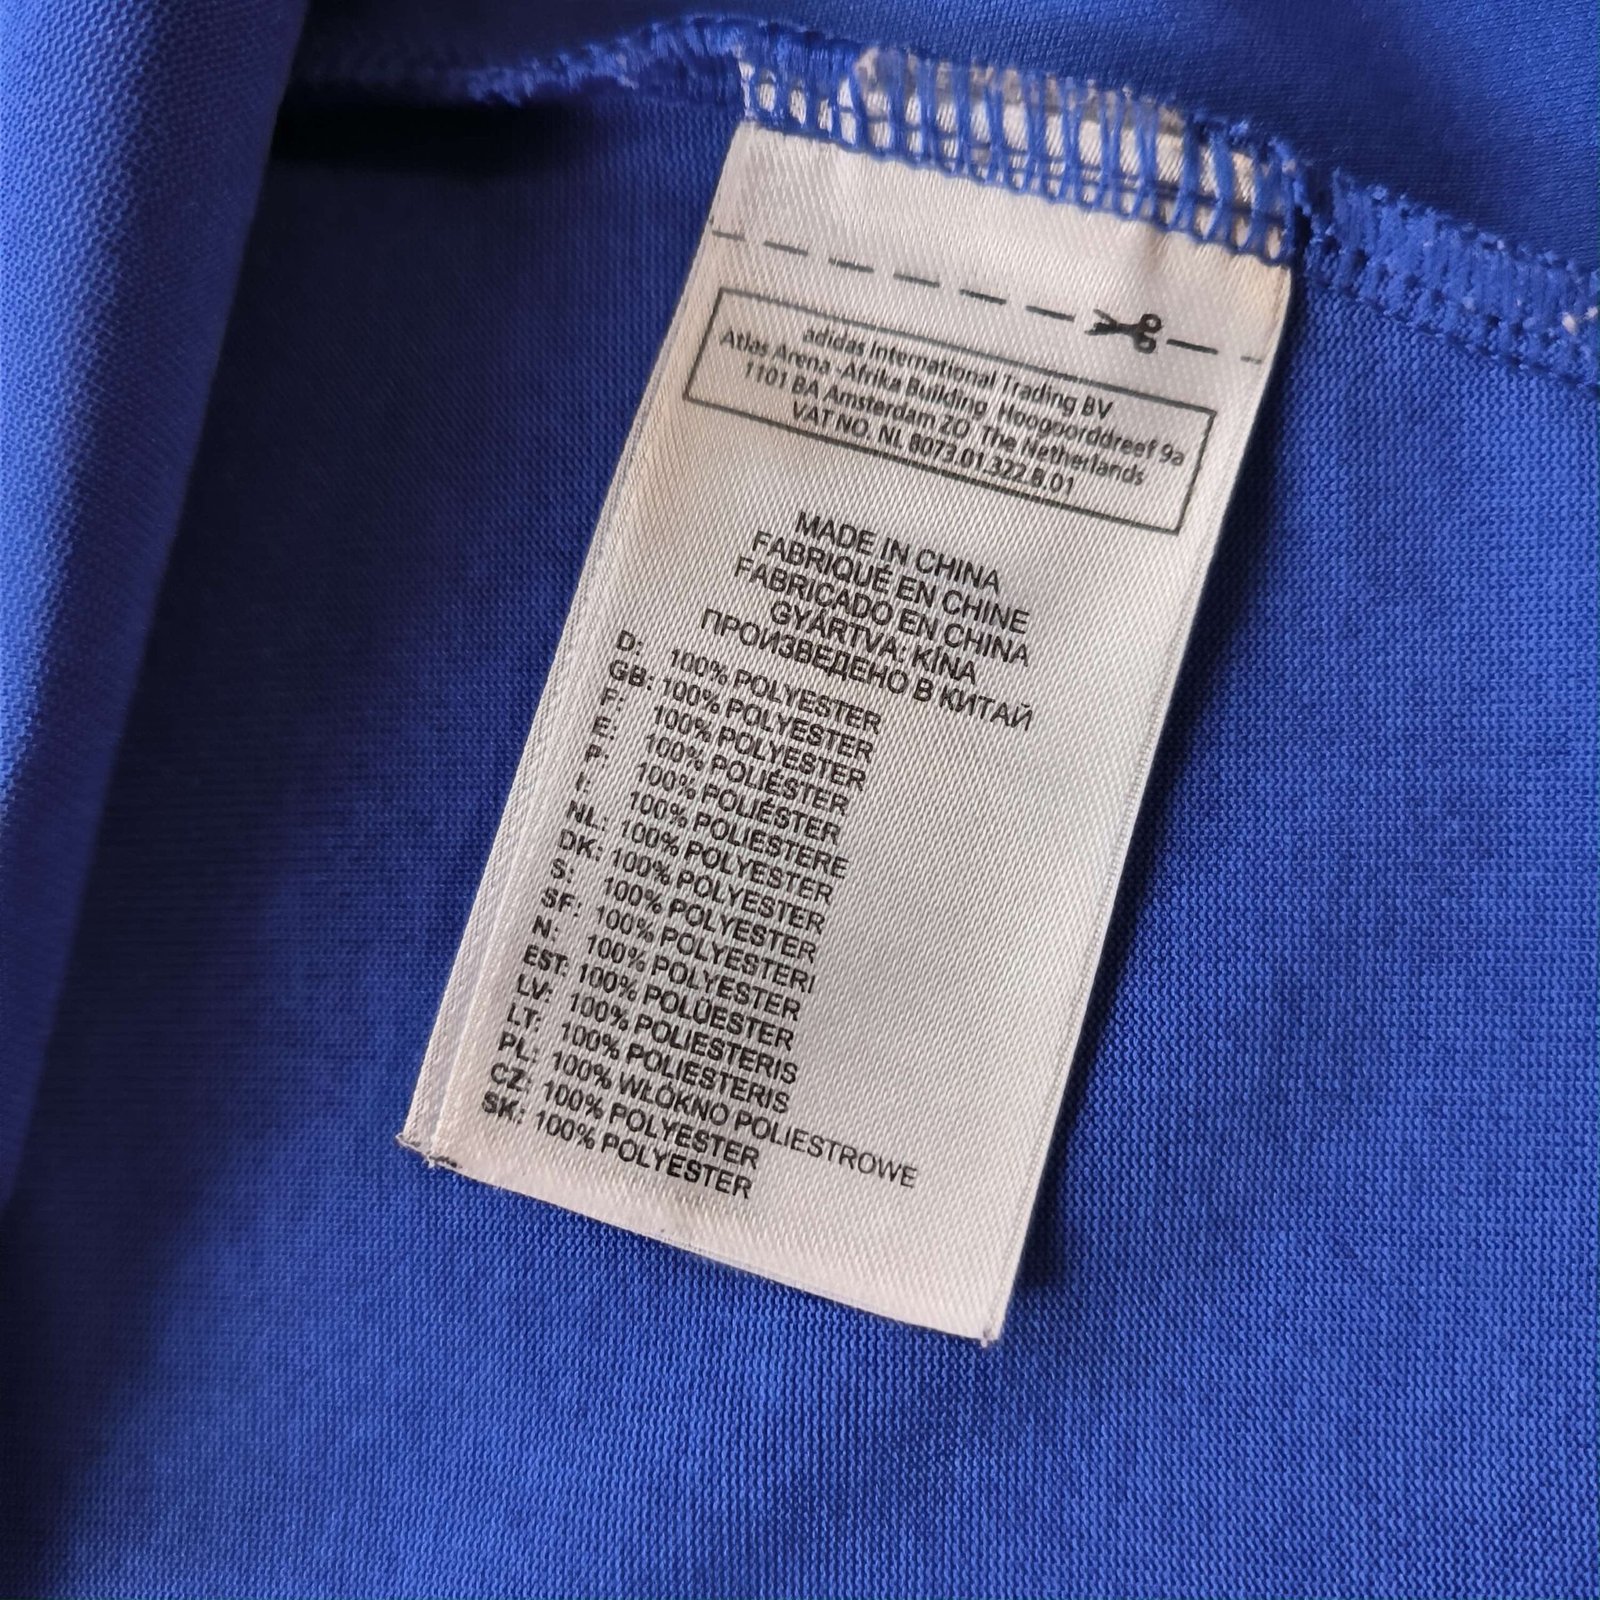 adidas International Trading BV
Atlas Arena -Afrika Building Hoogoorddreef 9a
1101 BA Amsterdam ZO The Netherlands
VAT NO. NL 8073.01.322.B.01
MADE IN CHINA
FABRIQUÉ EN CHINE
FABRICADO EN CHINA
GYÁRTVA: KÍNA
ПРОИЗВЕДЕНО В КИТАЙ
D: 100% POLYESTER
GB: 100% POLYESTER
F: 100% POLYESTER
E: 100% POLIÉSTER
P: 100% POLIÉSTER
I: 100% POLIESTERE
NL: 100% POLYESTER
DK: 100% POLYESTER
S: 100% POLYESTER
SF: 100% POLYESTERI
N: 100% POLYESTER
EST: 100% POLÜESTER
LV: 100% POLIESTERIS
LT: 100% POLIESTERIS
PL: 100% WŁÓKNO POLIESTROWE
CZ: 100% POLYESTER
SK: 100% POLYESTER